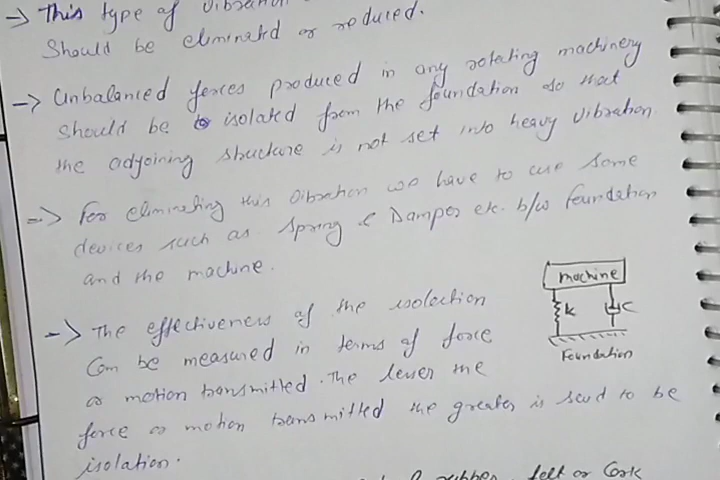 -> This type of vibration
should be eliminated or reduced.
-> Unbalanced forces produced in any rotating machinery
should be isolated from the foundation so that
the adjoining structure is not set into heavy vibration.
=> For eliminating this vibration we have to use some
devices such as spring & Damper etc. b/w foundation
and the machine.
machine
k
C
Foundation
-> The effectiveness of the isolation
Can be measured in terms of force
or motion transmitted. The lesser the
force or motion transmitted the greater is said to be
isolation.
rubber, felt or Cork